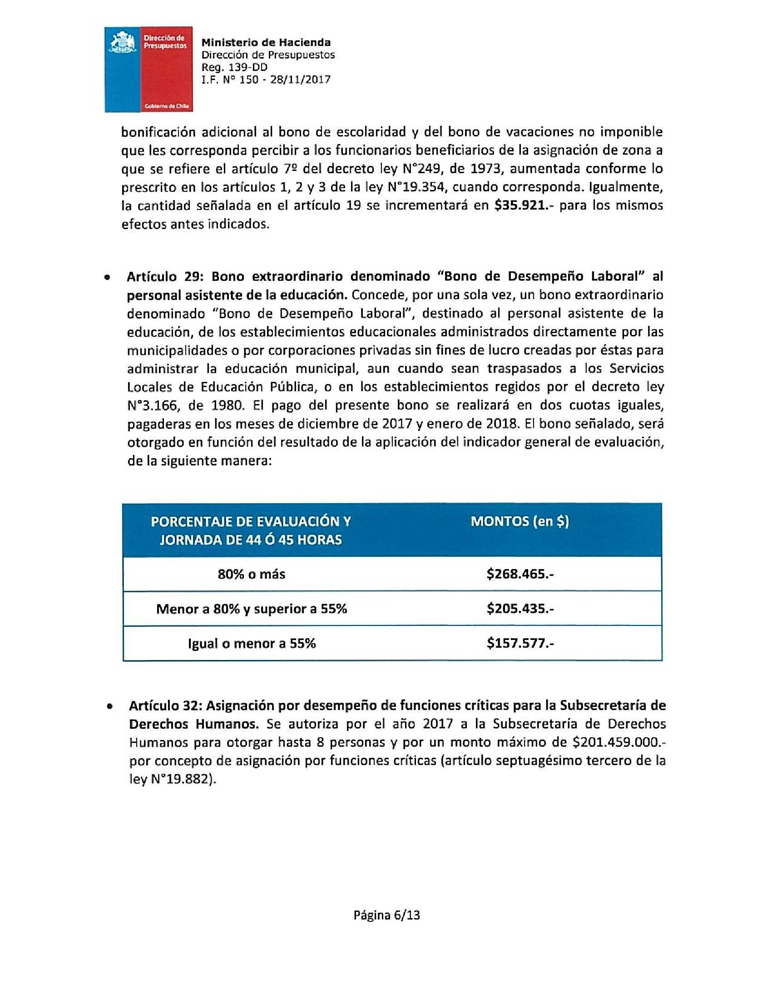 Dirección de
Presupuestos
Gobierno de Chile
Ministerio de Hacienda
Dirección de Presupuestos
Reg. 139-DD
I.F. Nº 150 - 28/11/2017
bonificación adicional al bono de escolaridad y del bono de vacaciones no imponible
que les corresponda percibir a los funcionarios beneficiarios de la asignación de zona a
que se refiere el artículo 7º del decreto ley N°249, de 1973, aumentada conforme lo
prescrito en los artículos 1, 2 y 3 de la ley N°19.354, cuando corresponda. Igualmente,
la cantidad señalada en el artículo 19 se incrementará en $35.921.- para los mismos
efectos antes indicados.
• Artículo 29: Bono extraordinario denominado “Bono de Desempeño Laboral” al
personal asistente de la educación. Concede, por una sola vez, un bono extraordinario
denominado “Bono de Desempeño Laboral”, destinado al personal asistente de la
educación, de los establecimientos educacionales administrados directamente por las
municipalidades o por corporaciones privadas sin fines de lucro creadas por éstas para
administrar la educación municipal, aun cuando sean traspasados a los Servicios
Locales de Educación Pública, o en los establecimientos regidos por el decreto ley
N°3.166, de 1980. El pago del presente bono se realizará en dos cuotas iguales,
pagaderas en los meses de diciembre de 2017 y enero de 2018. El bono señalado, será
otorgado en función del resultado de la aplicación del indicador general de evaluación,
de la siguiente manera:
PORCENTAJE DE EVALUACIÓN Y
JORNADA DE 44 Ó 45 HORAS
MONTOS (en $)
80% o más
$268.465.-
Menor a 80% y superior a 55%
$205.435.-
Igual o menor a 55%
$157.577.-
• Artículo 32: Asignación por desempeño de funciones críticas para la Subsecretaría de
Derechos Humanos. Se autoriza por el año 2017 a la Subsecretaría de Derechos
Humanos para otorgar hasta 8 personas y por un monto máximo de $201.459.000.-
por concepto de asignación por funciones críticas (artículo septuagésimo tercero de la
ley N°19.882).
Página 6/13